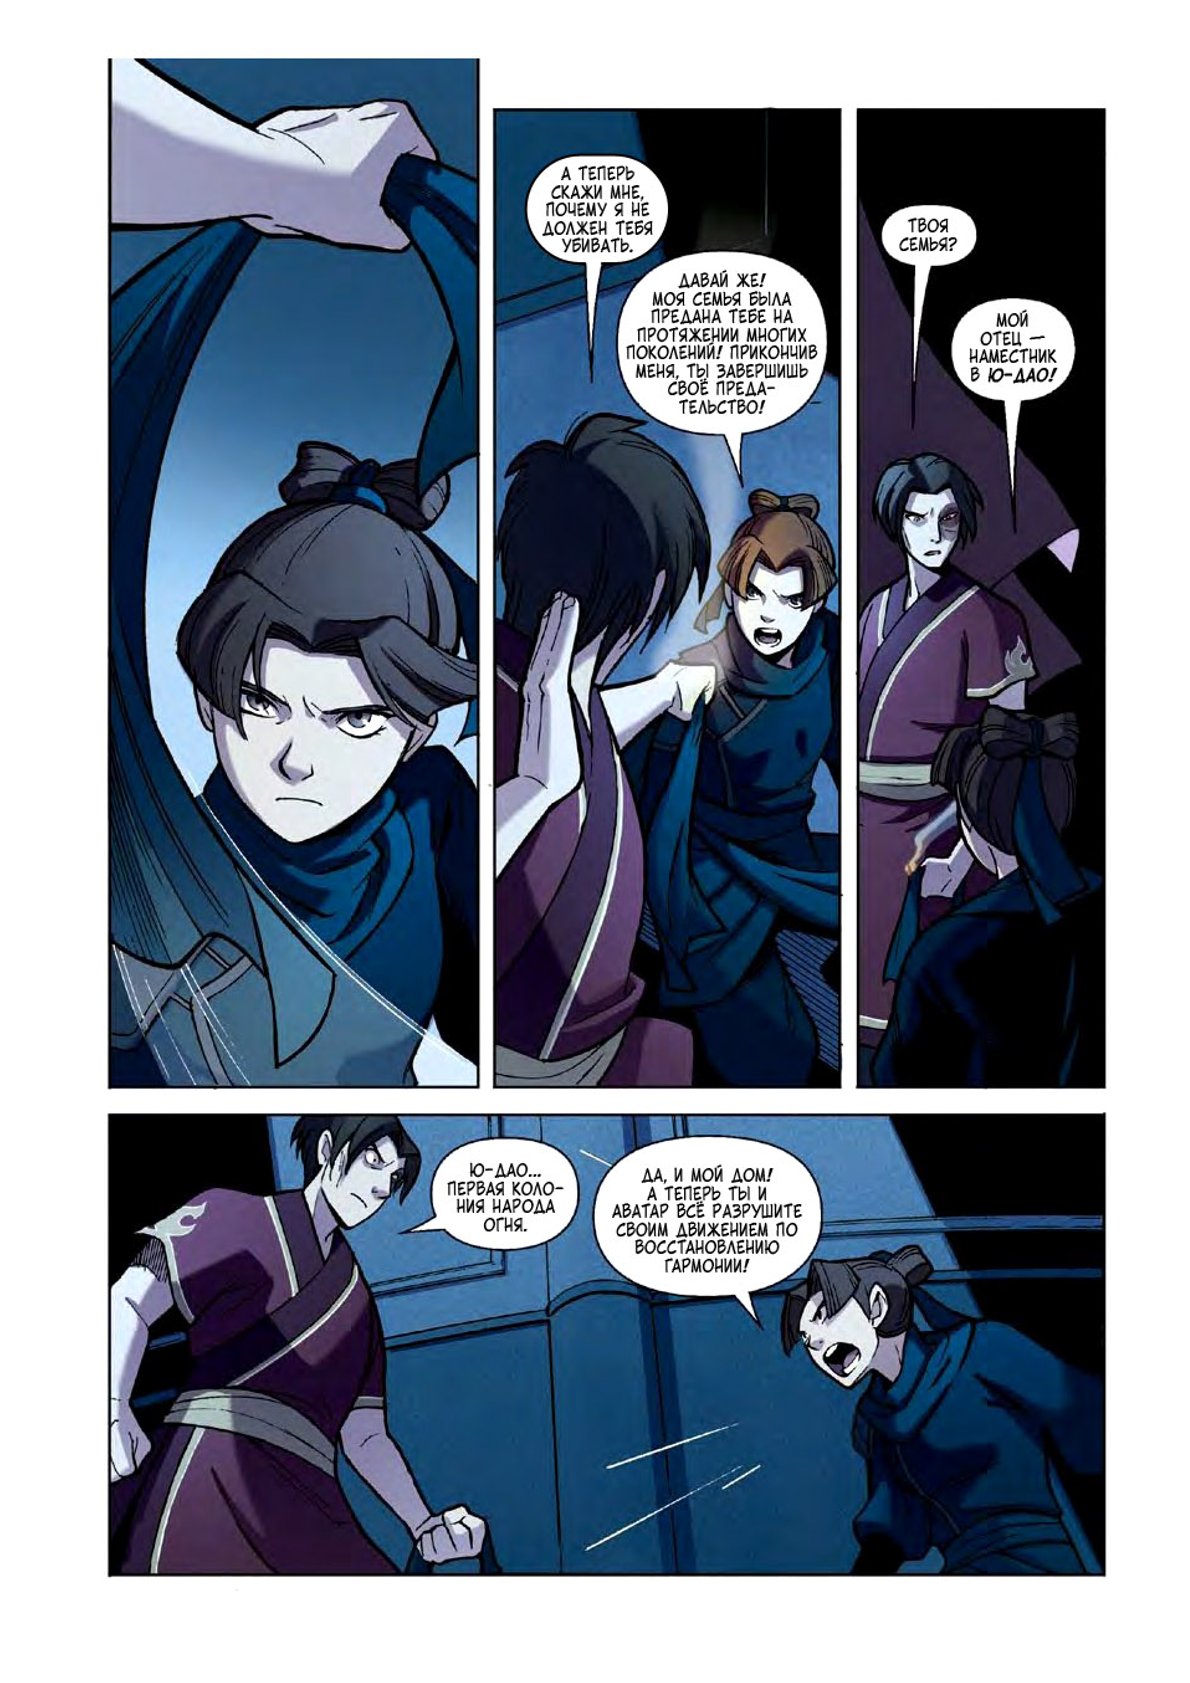 А ТЕПЕРЬ
СКАЖИ МНЕ,
ПОЧЕМУ Я НЕ
ДОЛЖЕН ТЕБЯ
УБИВАТЬ.
ДАВАЙ ЖЕ!
МОЯ СЕМЬЯ БЫЛА
ПРЕДАНА ТЕБЕ НА
ПРОТЯЖЕНИИ МНОГИХ
ПОКОЛЕНИЙ! ПРИКОНЧИВ
МЕНЯ, ТЫ ЗАВЕРШИШЬ
СВОЁ ПРЕДА-
ТЕЛЬСТВО!
ТВОЯ
СЕМЬЯ?
МОЙ
ОТЕЦ —
НАМЕСТНИК
В Ю-ДАО!
Ю-ДАО...
ПЕРВАЯ КОЛО-
НИЯ НАРОДА
ОГНЯ.
ДА, И МОЙ ДОМ!
А ТЕПЕРЬ ТЫ И
АВАТАР ВСЁ РАЗРУШИТЕ
СВОИМ ДВИЖЕНИЕМ ПО
ВОССТАНОВЛЕНИЮ
ГАРМОНИИ!